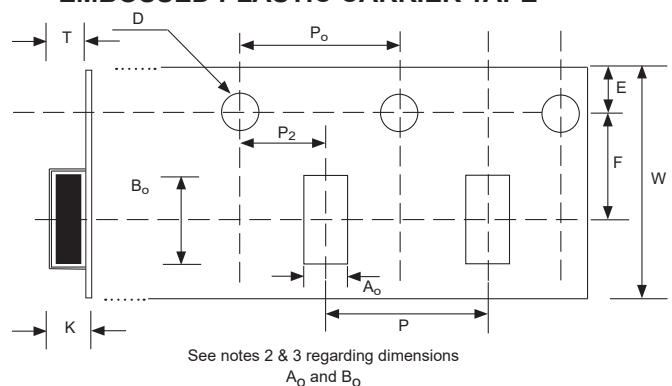 EMBOSSED PLASTIC CARRIER TAPE
D
T
Po
E
P2
F
W
Bo
Ao
P
K
See notes 2 & 3 regarding dimensions
Ao and Bo